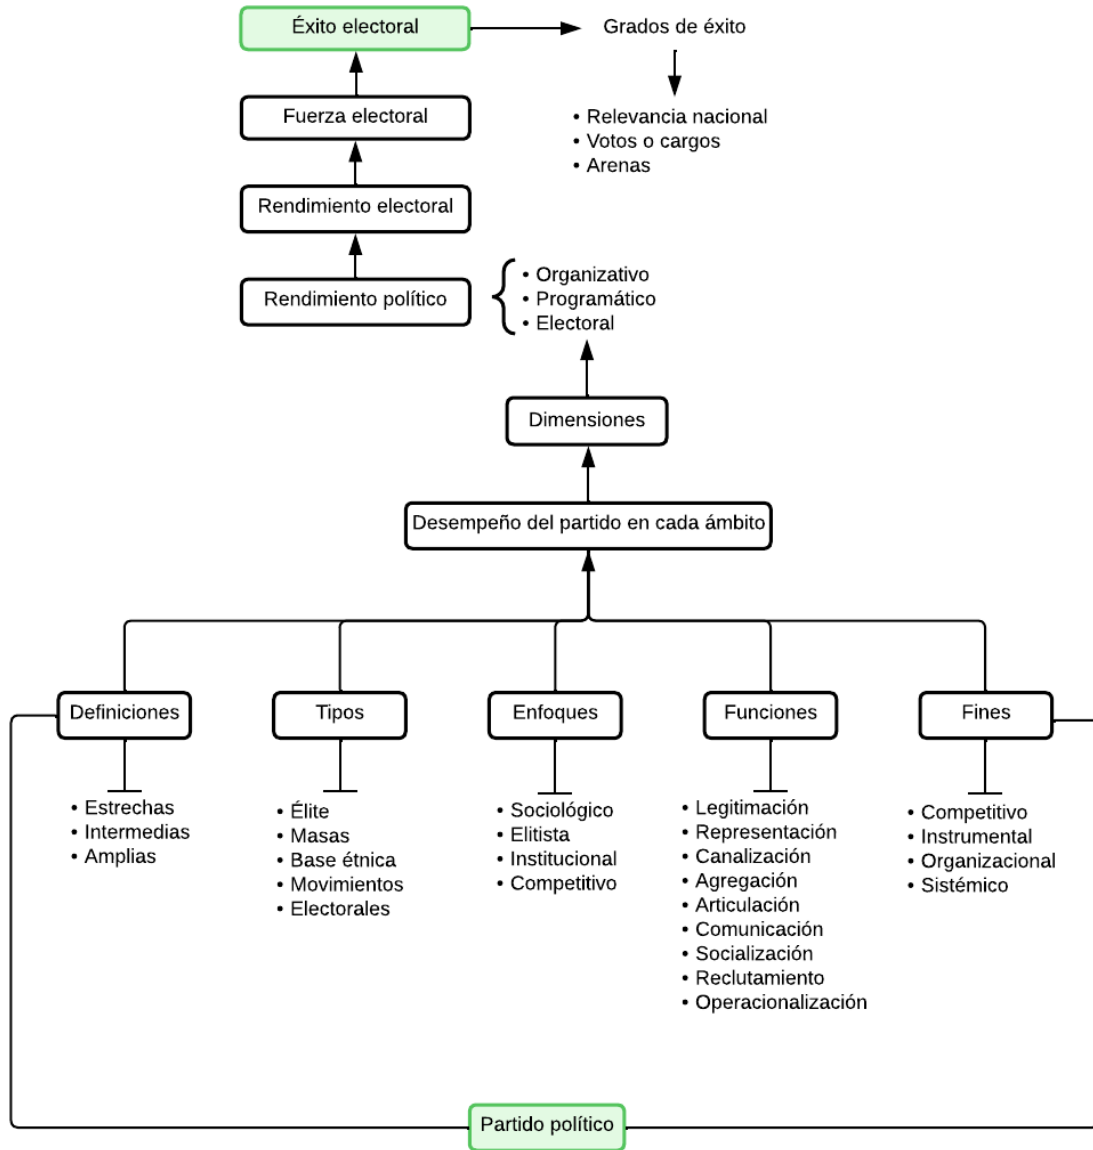 Éxito electoral
Grados de éxito
Fuerza electoral
• Relevancia nacional
• Votos o cargos
• Arenas
Rendimiento electoral
Rendimiento político
• Organizativo
• Programático
• Electoral
Dimensiones
Desempeño del partido en cada ámbito
Definiciones
Tipos
Enfoques
Funciones
Fines
• Estrechas
• Intermedias
• Amplias
• Élite
• Masas
• Base étnica
• Movimientos
• Electorales
• Sociológico
• Elitista
• Institucional
• Competitivo
• Legitimación
• Representación
• Canalización
• Agregación
• Articulación
• Comunicación
• Socialización
• Reclutamiento
• Operacionalización
• Competitivo
• Instrumental
• Organizacional
• Sistémico
Partido político